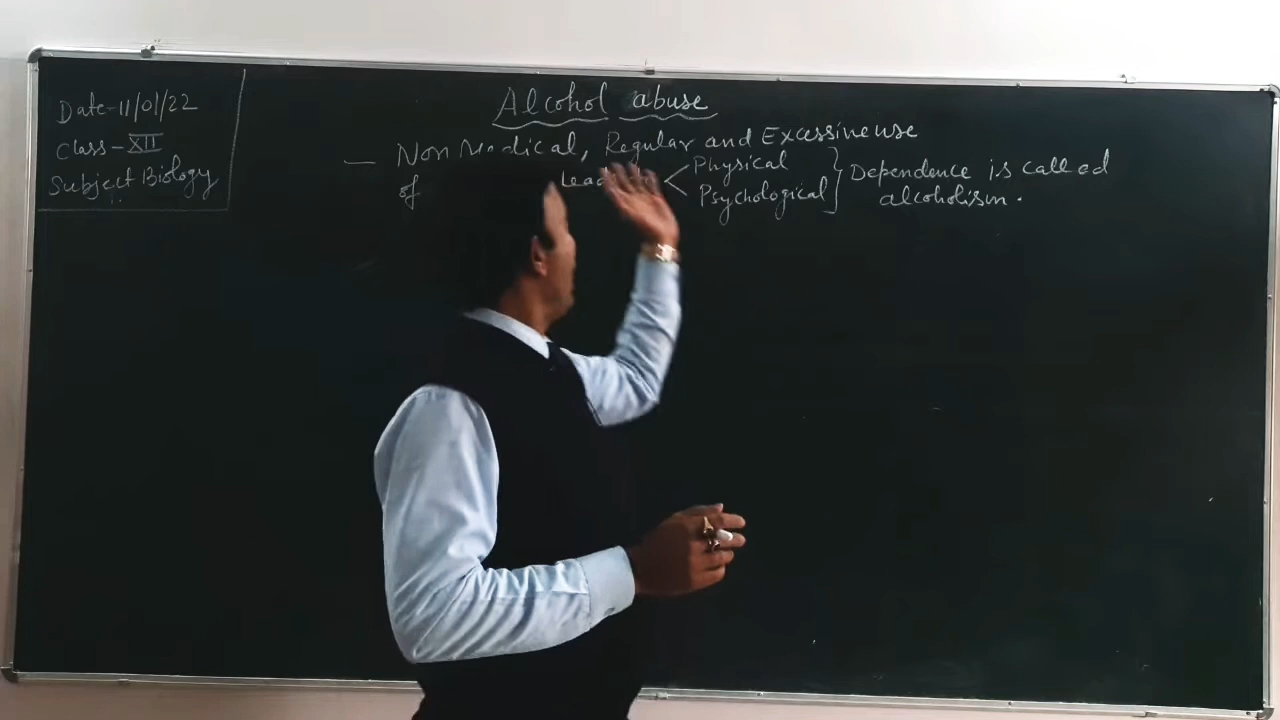 Date-11/01/22
Class-XII
Subject Biology
Alcohol abuse
— Non Medical, Regular and Excessive use
of Physical
Psychological } Dependence is called
alcoholism.